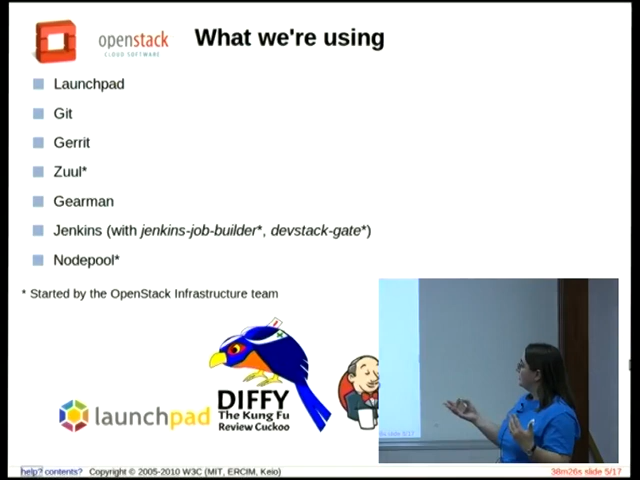 openstack
CLOUD SOFTWARE
What we're using
Launchpad
Git
Gerrit
Zuul*
Gearman
Jenkins (with jenkins-job-builder*, devstack-gate*)
Nodepool*
* Started by the OpenStack Infrastructure team
launchpad
DIFFY
The Kung Fu
Review Cuckoo
help? contents? Copyright © 2005-2010 W3C (MIT, ERCIM, Keio)
38m26s slide 5/17